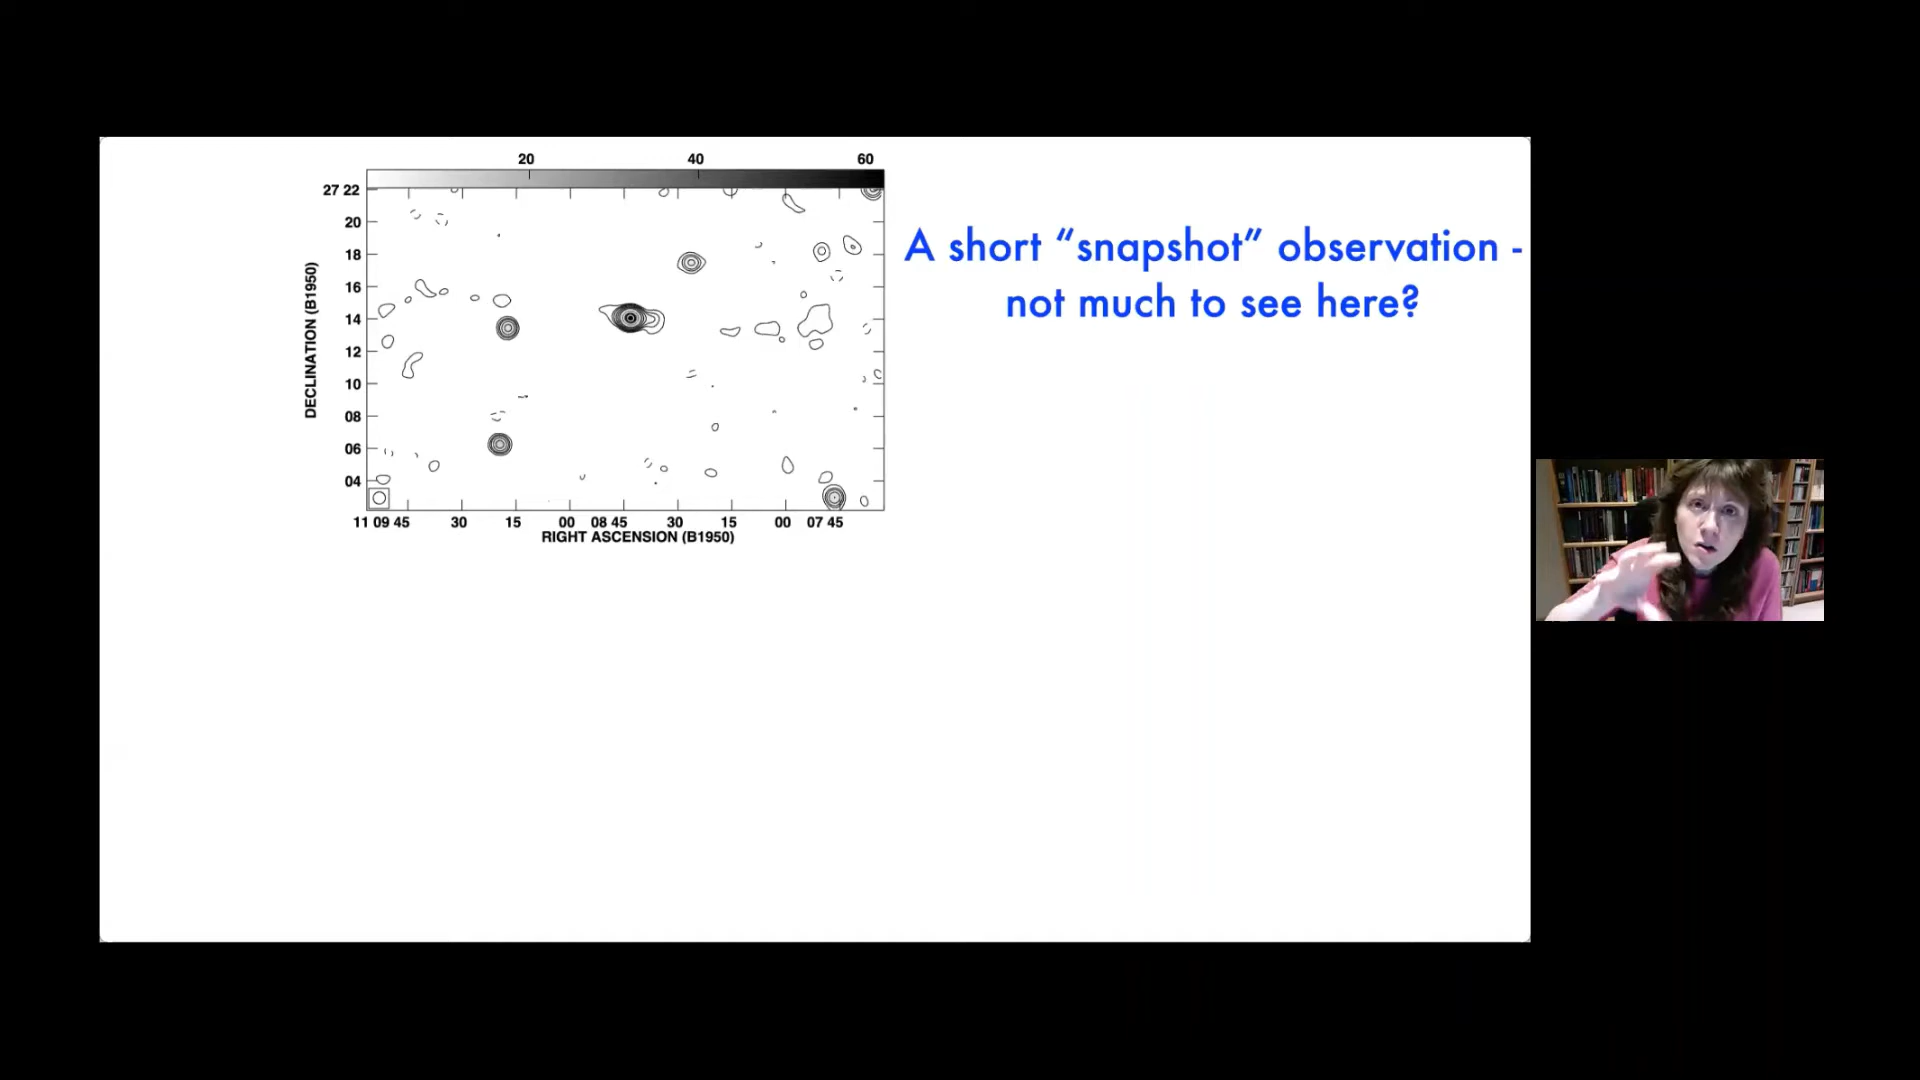 20 40 60
27 22
20
18
16
14
12
10
08
06
04
DECLINATION (B1950)
11 09 45 30 15 00 08 45 30 15 00 07 45
RIGHT ASCENSION (B1950)
A short “snapshot” observation -
not much to see here?